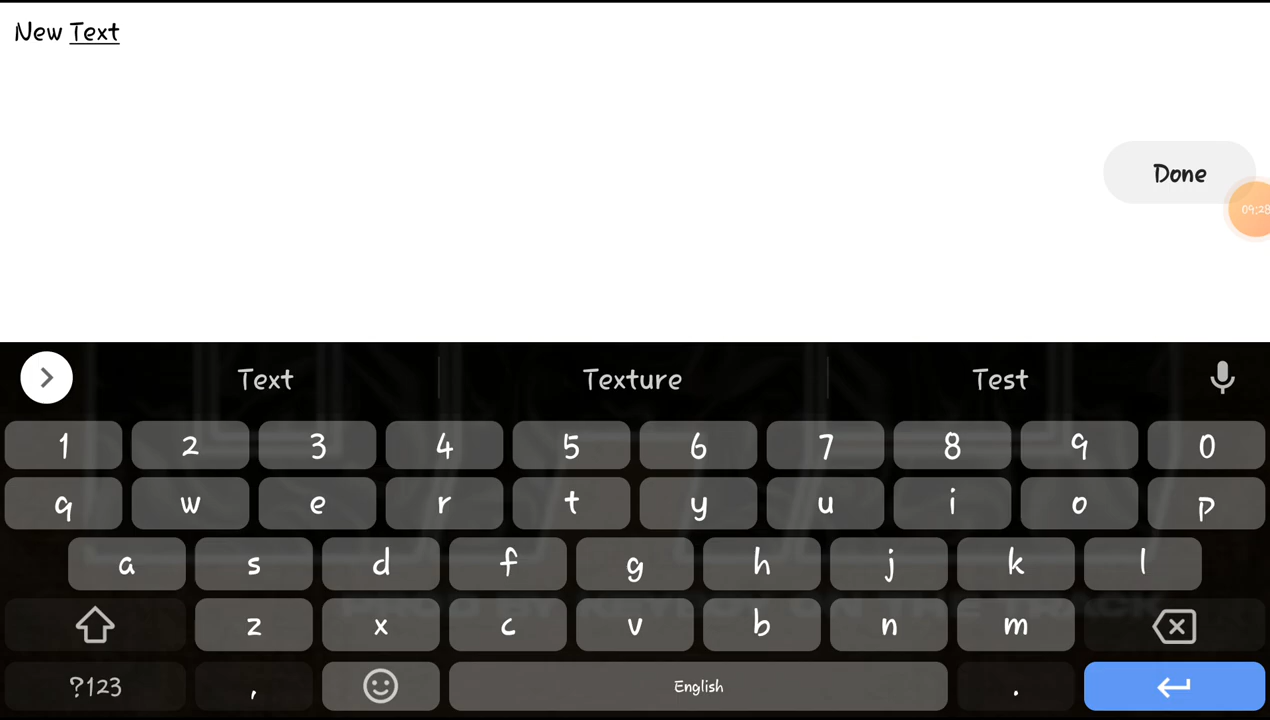 New Text
Done
09:28
Text Texture Test
1 2 3 4 5 6 7 8 9 0
q w e r t y u i o p
a s d f g h j k l
z x c v b n m
?123 , English .